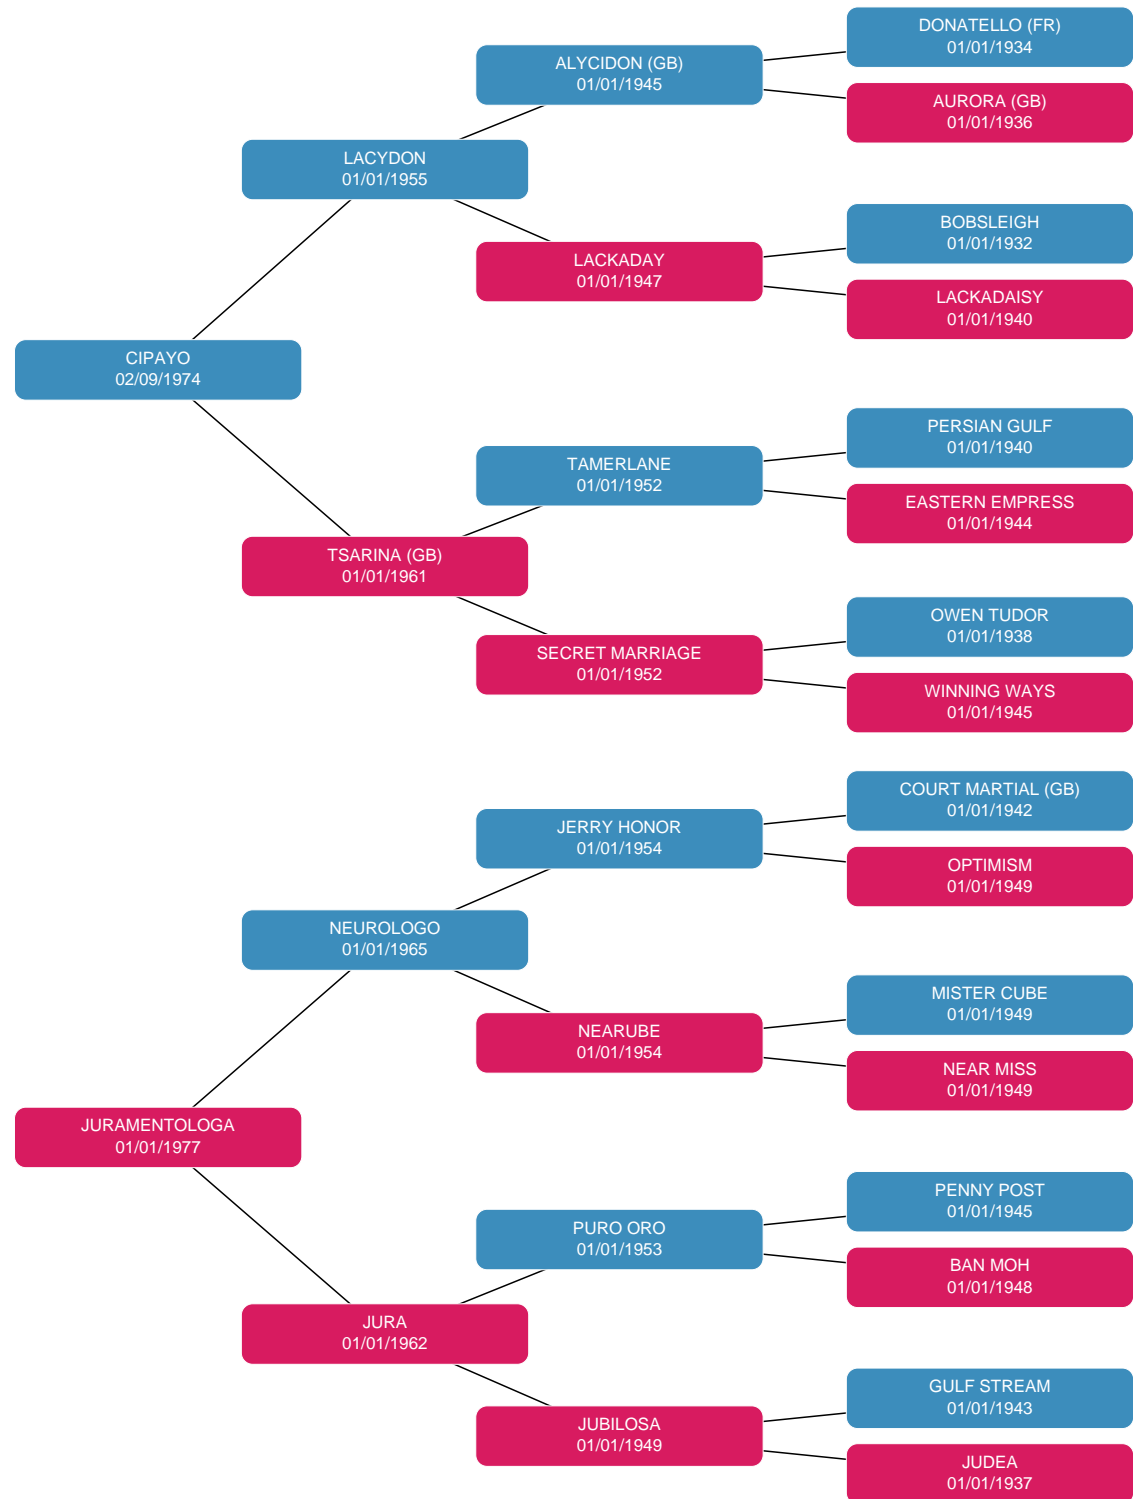 DONATELLO (FR)
01/01/1934
ALYCIDON (GB)
01/01/1945
AURORA (GB)
01/01/1936
LACYDON
01/01/1955
BOBSLEIGH
01/01/1932
LACKADAY
01/01/1947
LACKADAISY
01/01/1940
CIPAYO
02/09/1974
PERSIAN GULF
01/01/1940
TAMERLANE
01/01/1952
EASTERN EMPRESS
01/01/1944
TSARINA (GB)
01/01/1961
OWEN TUDOR
01/01/1938
SECRET MARRIAGE
01/01/1952
WINNING WAYS
01/01/1945
COURT MARTIAL (GB)
01/01/1942
JERRY HONOR
01/01/1954
OPTIMISM
01/01/1949
NEUROLOGO
01/01/1965
MISTER CUBE
01/01/1949
NEARUBE
01/01/1954
NEAR MISS
01/01/1949
JURAMENTOLOGA
01/01/1977
PENNY POST
01/01/1945
PURO ORO
01/01/1953
BAN MOH
01/01/1948
JURA
01/01/1962
GULF STREAM
01/01/1943
JUBILOSA
01/01/1949
JUDEA
01/01/1937